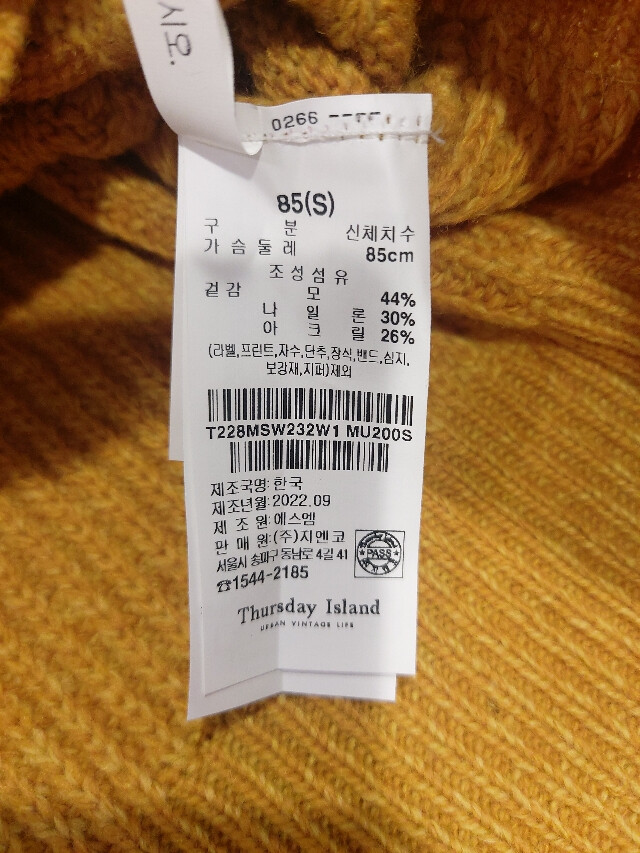 시오.
0266
85(S)
구 분 신체치수
가슴둘레 85cm
조성섬유
겉감 모 44%
나 일 론 30%
아 크 릴 26%
(라벨,프린트,자수,단추,장식,밴드,심지,
보강재,지퍼)제외
T228MSW232W1 MU200S
제조국명:한국
제조년월:2022.09
제 조 원:에스엠
판 매 원:(주)지엔코
서울시 송파구 동남로 4길 41
☎1544-2185
PASS
Thursday Island
URBAN VINTAGE LIFE